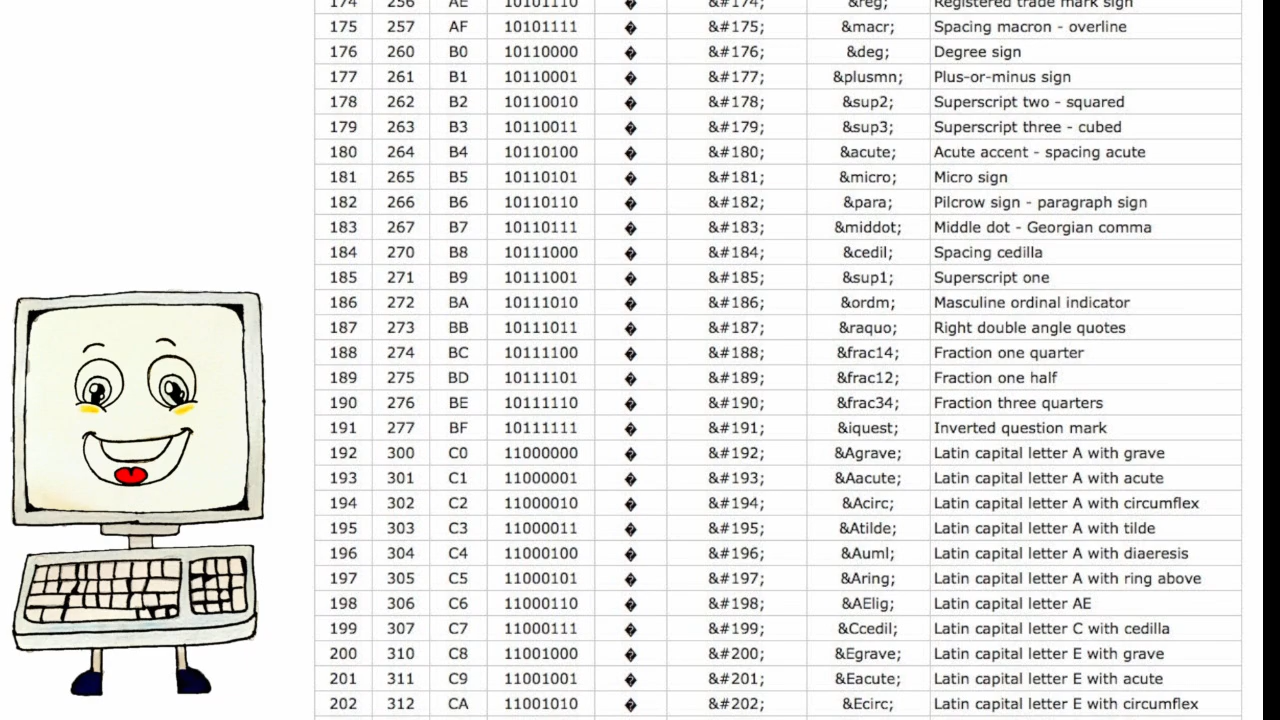 174 256 AE 10101110 � &#174; &reg; Registered trade mark sign
175 257 AF 10101111 � &#175; &macr; Spacing macron - overline
176 260 B0 10110000 � &#176; &deg; Degree sign
177 261 B1 10110001 � &#177; &plusmn; Plus-or-minus sign
178 262 B2 10110010 � &#178; &sup2; Superscript two - squared
179 263 B3 10110011 � &#179; &sup3; Superscript three - cubed
180 264 B4 10110100 � &#180; &acute; Acute accent - spacing acute
181 265 B5 10110101 � &#181; &micro; Micro sign
182 266 B6 10110110 � &#182; &para; Pilcrow sign - paragraph sign
183 267 B7 10110111 � &#183; &middot; Middle dot - Georgian comma
184 270 B8 10111000 � &#184; &cedil; Spacing cedilla
185 271 B9 10111001 � &#185; &sup1; Superscript one
186 272 BA 10111010 � &#186; &ordm; Masculine ordinal indicator
187 273 BB 10111011 � &#187; &raquo; Right double angle quotes
188 274 BC 10111100 � &#188; &frac14; Fraction one quarter
189 275 BD 10111101 � &#189; &frac12; Fraction one half
190 276 BE 10111110 � &#190; &frac34; Fraction three quarters
191 277 BF 10111111 � &#191; &iquest; Inverted question mark
192 300 C0 11000000 � &#192; &Agrave; Latin capital letter A with grave
193 301 C1 11000001 � &#193; &Aacute; Latin capital letter A with acute
194 302 C2 11000010 � &#194; &Acirc; Latin capital letter A with circumflex
195 303 C3 11000011 � &#195; &Atilde; Latin capital letter A with tilde
196 304 C4 11000100 � &#196; &Auml; Latin capital letter A with diaeresis
197 305 C5 11000101 � &#197; &Aring; Latin capital letter A with ring above
198 306 C6 11000110 � &#198; &AElig; Latin capital letter AE
199 307 C7 11000111 � &#199; &Ccedil; Latin capital letter C with cedilla
200 310 C8 11001000 � &#200; &Egrave; Latin capital letter E with grave
201 311 C9 11001001 � &#201; &Eacute; Latin capital letter E with acute
202 312 CA 11001010 � &#202; &Ecirc; Latin capital letter E with circumflex